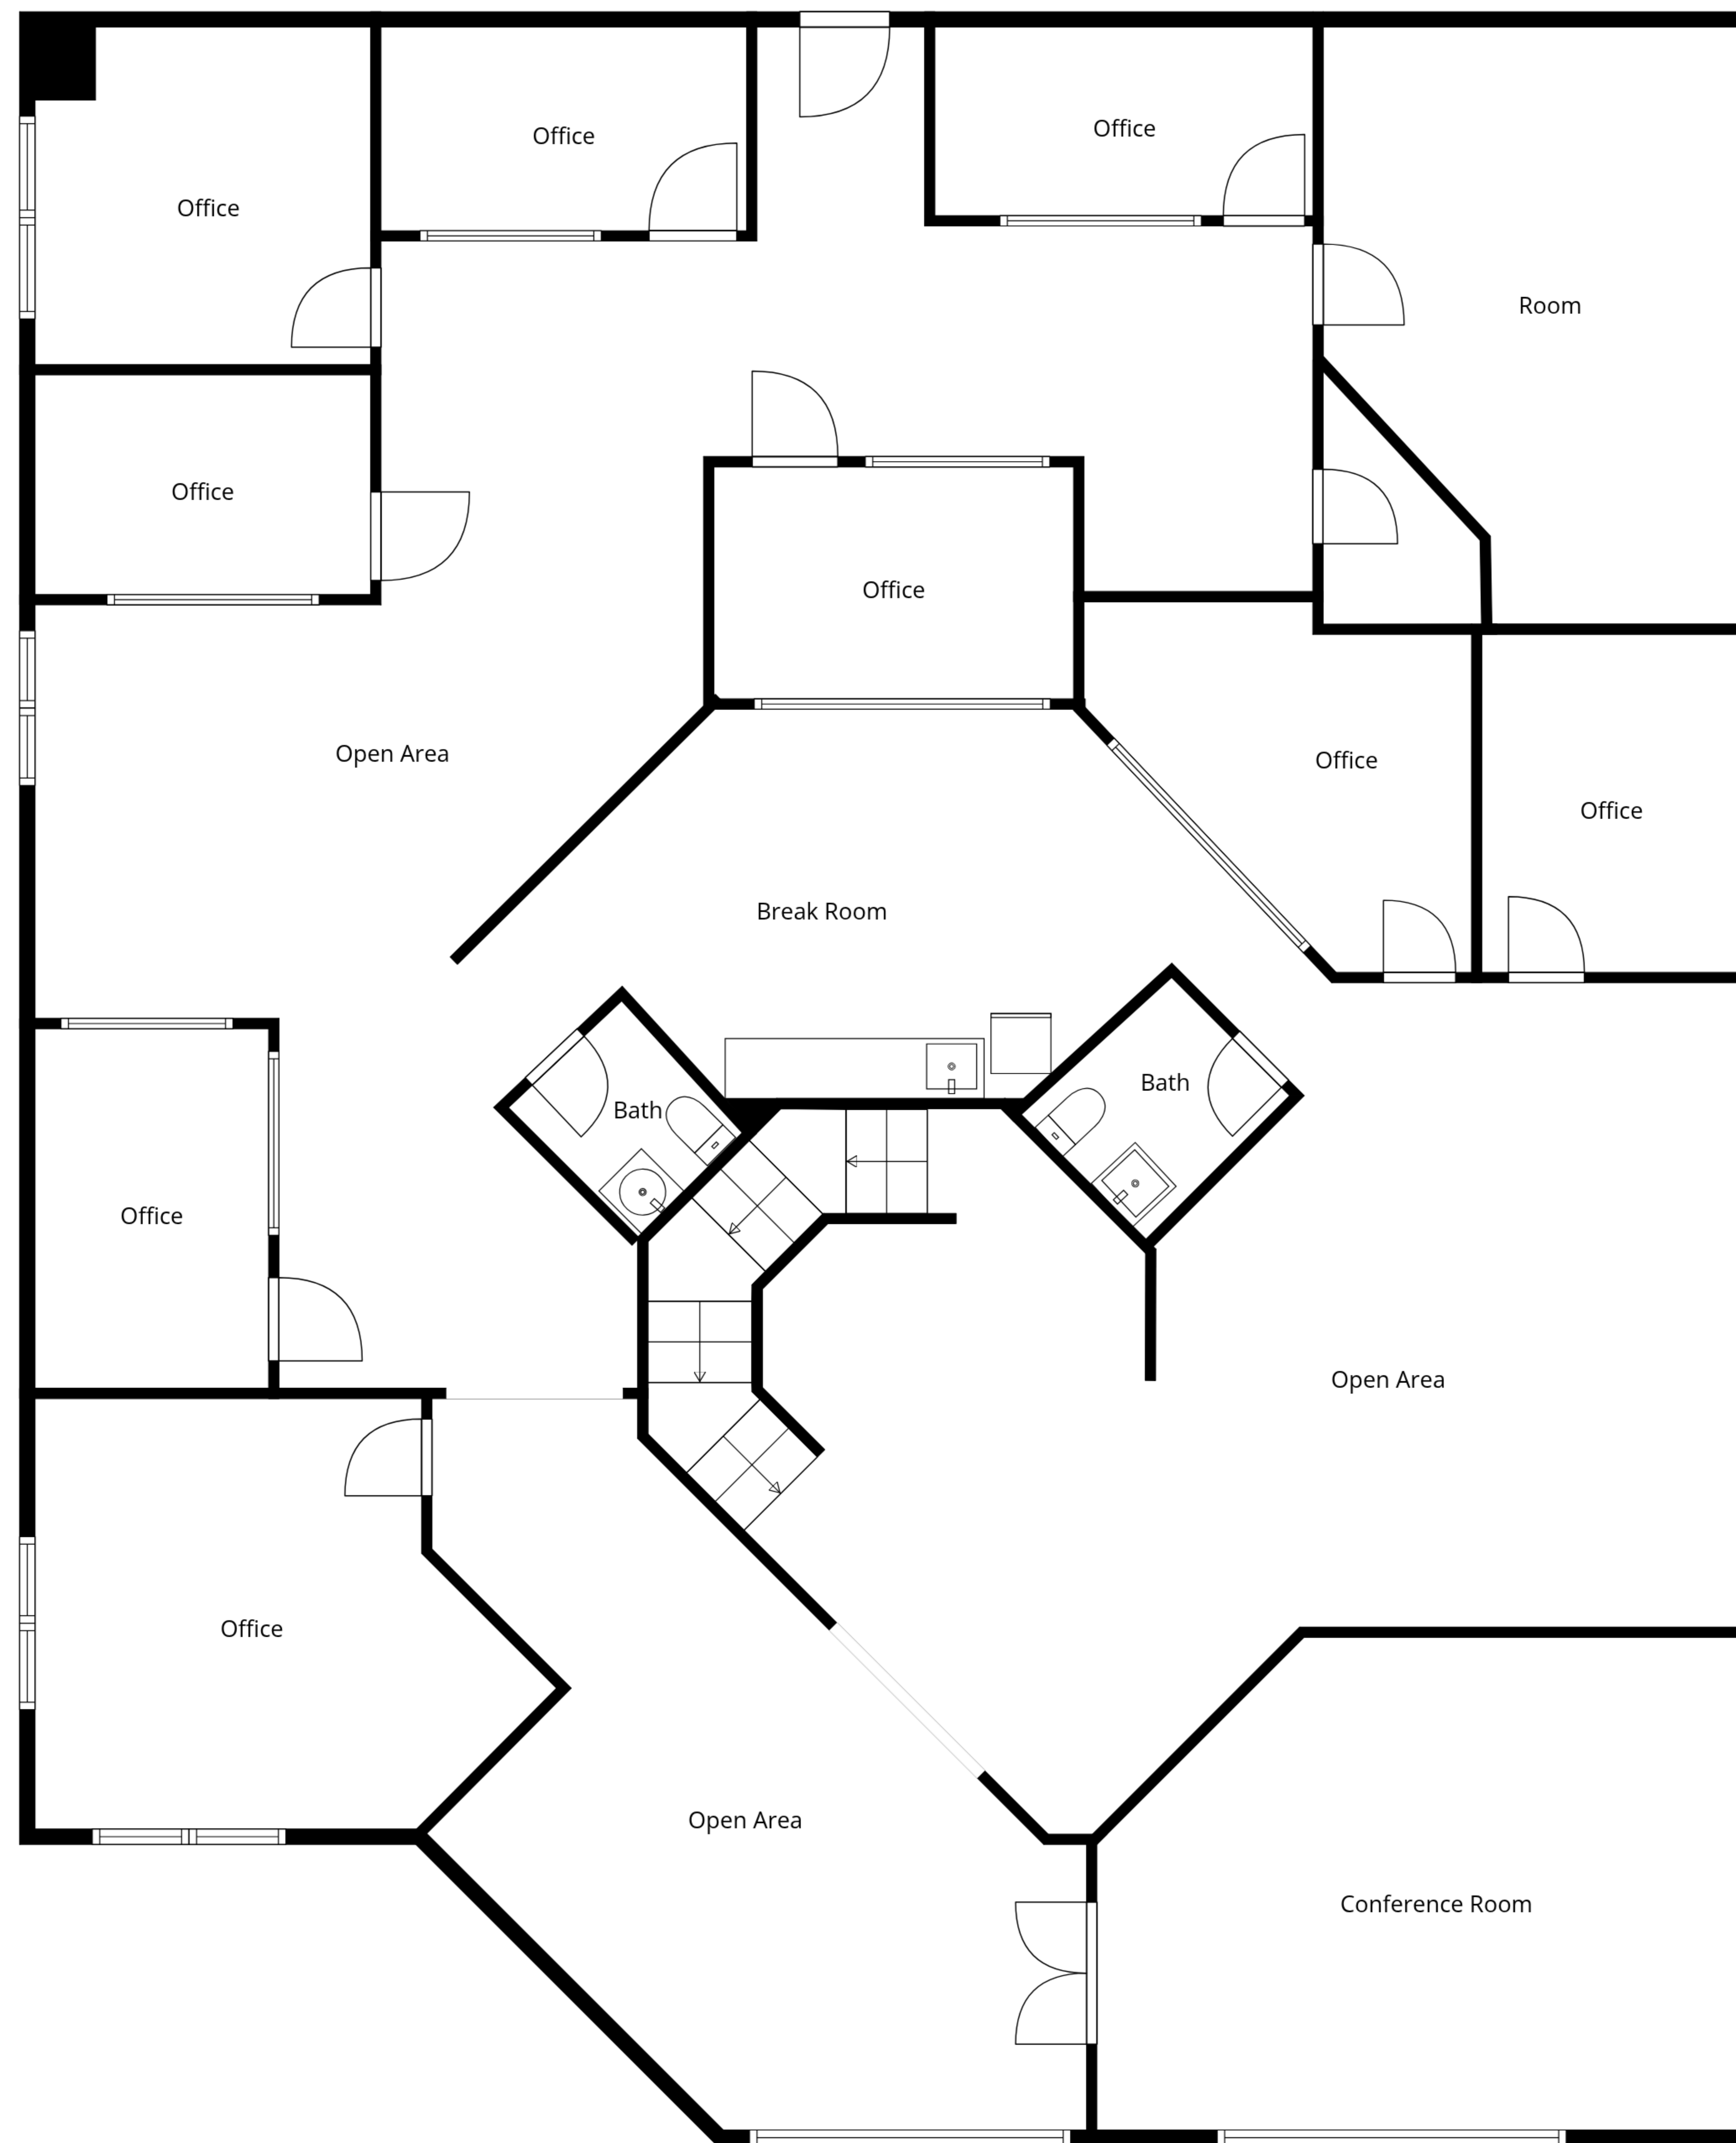 Office
Office
Office
Room
Office
Office
Open Area
Office
Office
Break Room
Bath
Bath
Office
Open Area
Office
Open Area
Conference Room